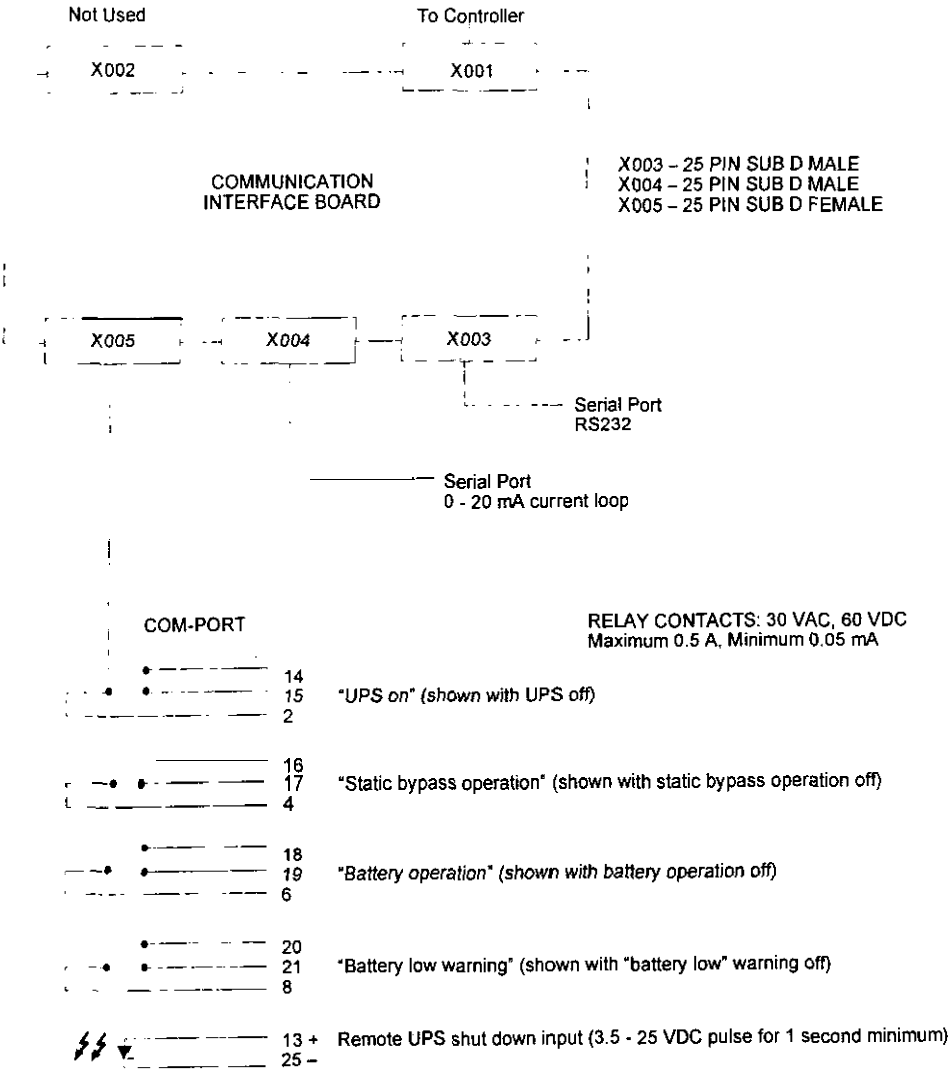 Not Used
To Controller
X002
X001
COMMUNICATION
INTERFACE BOARD
X003 – 25 PIN SUB D MALE
X004 – 25 PIN SUB D MALE
X005 – 25 PIN SUB D FEMALE
X005
X004
X003
Serial Port
RS232
Serial Port
0 - 20 mA current loop
COM-PORT
RELAY CONTACTS: 30 VAC, 60 VDC
Maximum 0.5 A, Minimum 0.05 mA
14
15 "UPS on" (shown with UPS off)
2
16
17 "Static bypass operation" (shown with static bypass operation off)
4
18
19 "Battery operation" (shown with battery operation off)
6
20
21 "Battery low warning" (shown with "battery low" warning off)
8
13 + Remote UPS shut down input (3.5 - 25 VDC pulse for 1 second minimum)
25 –